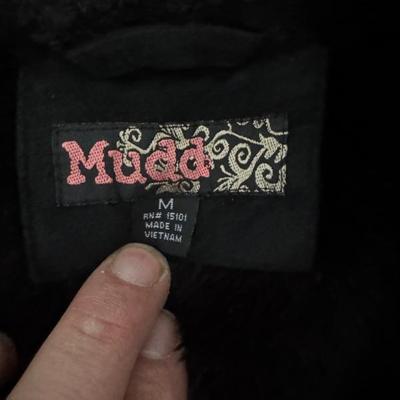 Mudd
M
RN# 15101
MADE IN
VIETNAM